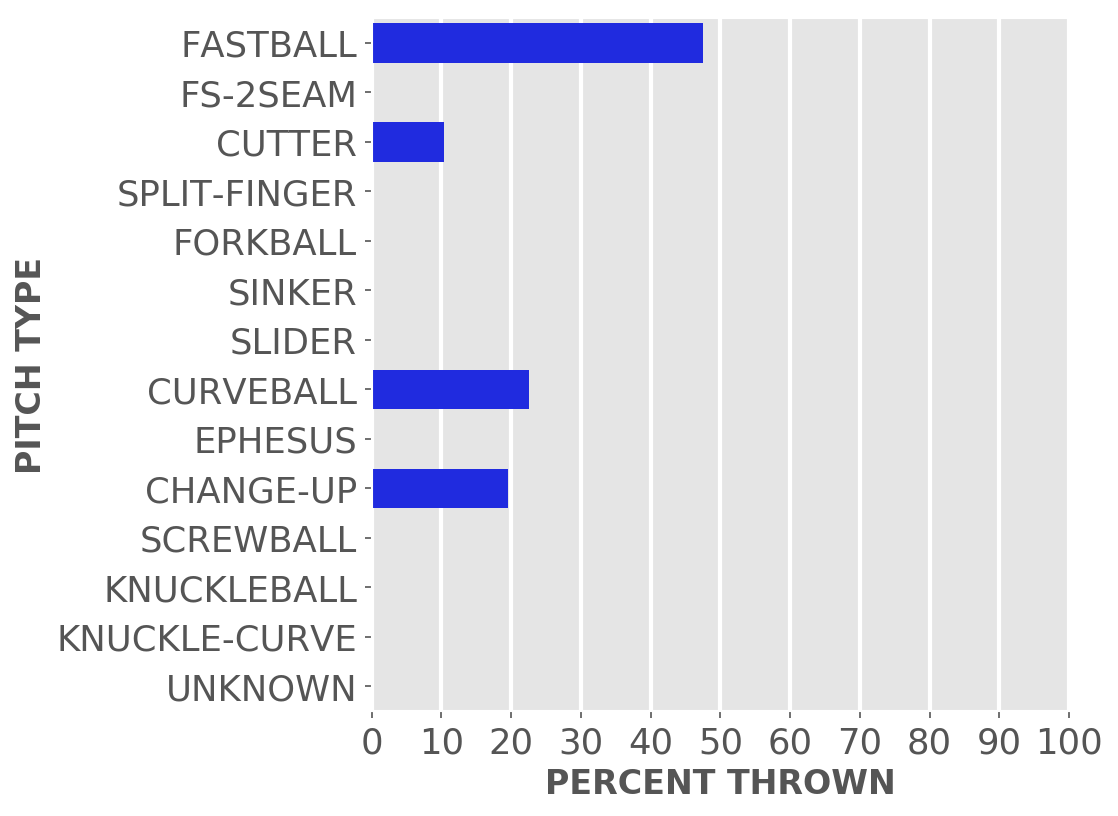 FASTBALL
FS-2SEAM
CUTTER
SPLIT-FINGER
FORKBALL
SINKER
SLIDER
CURVEBALL
EPHESUS
CHANGE-UP
SCREWBALL
KNUCKLEBALL
KNUCKLE-CURVE
UNKNOWN
PITCH TYPE
0 10 20 30 40 50 60 70 80 90 100
PERCENT THROWN